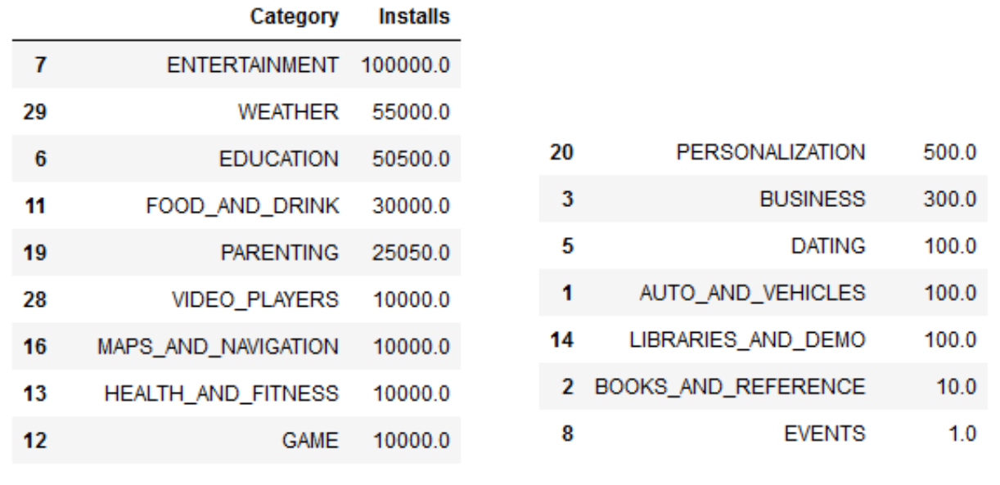 Category Installs
7 ENTERTAINMENT 100000.0
29 WEATHER 55000.0
6 EDUCATION 50500.0
11 FOOD_AND_DRINK 30000.0
19 PARENTING 25050.0
28 VIDEO_PLAYERS 10000.0
16 MAPS_AND_NAVIGATION 10000.0
13 HEALTH_AND_FITNESS 10000.0
12 GAME 10000.0
20 PERSONALIZATION 500.0
3 BUSINESS 300.0
5 DATING 100.0
1 AUTO_AND_VEHICLES 100.0
14 LIBRARIES_AND_DEMO 100.0
2 BOOKS_AND_REFERENCE 10.0
8 EVENTS 1.0